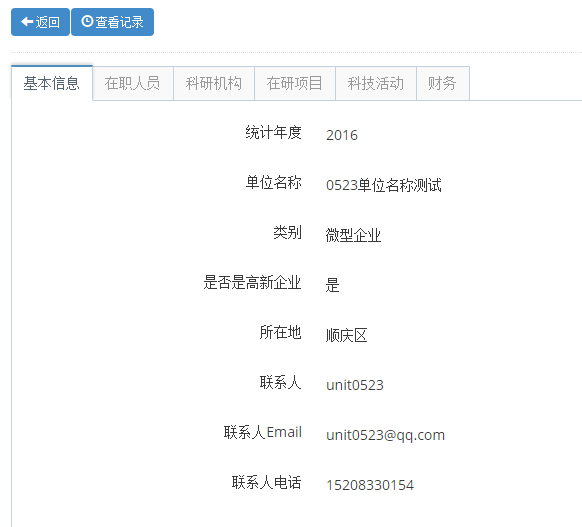 返回 查看记录
基本信息 在职人员 科研机构 在研项目 科技活动 财务
统计年度 2016
单位名称 0523单位名称测试
类别 微型企业
是否是高新企业 是
所在地 顺庆区
联系人 unit0523
联系人Email unit0523@qq.com
联系人电话 15208330154